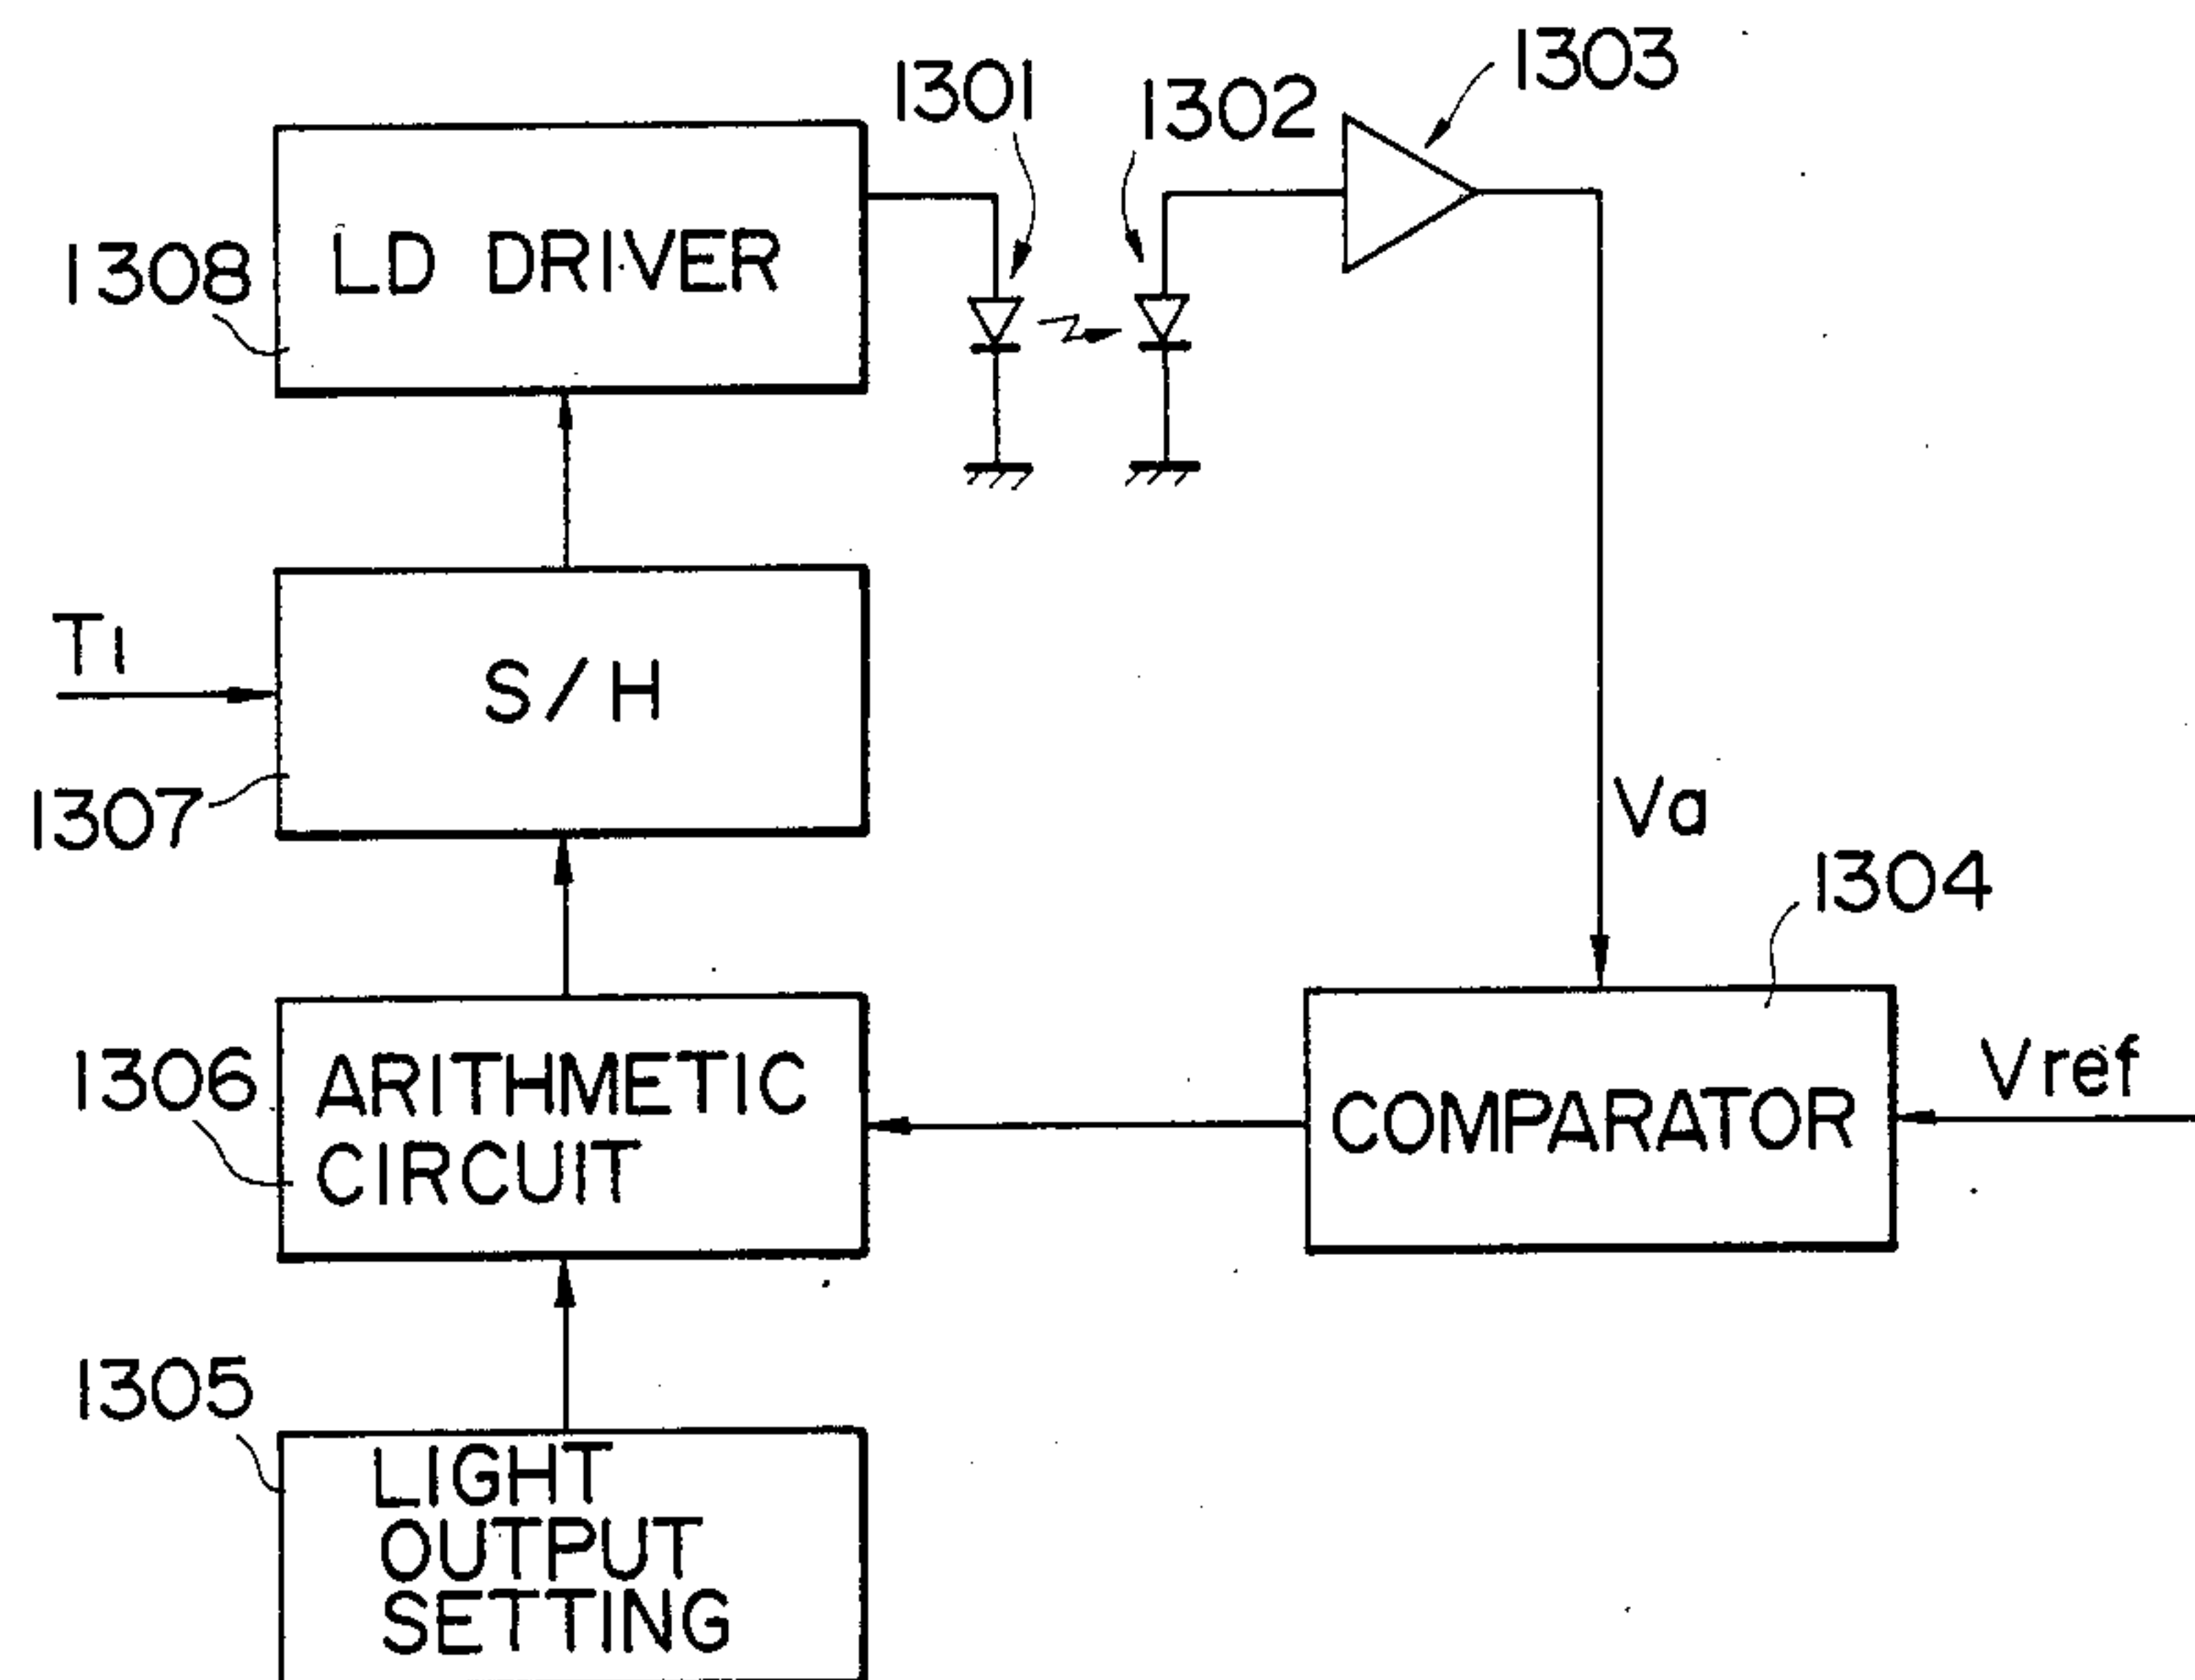 1301
1302
1303
1308
LD DRIVER
T1
S/H
1307
Va
1304
1306
ARITHMETIC
CIRCUIT
COMPARATOR
Vref
1305
LIGHT
OUTPUT
SETTING